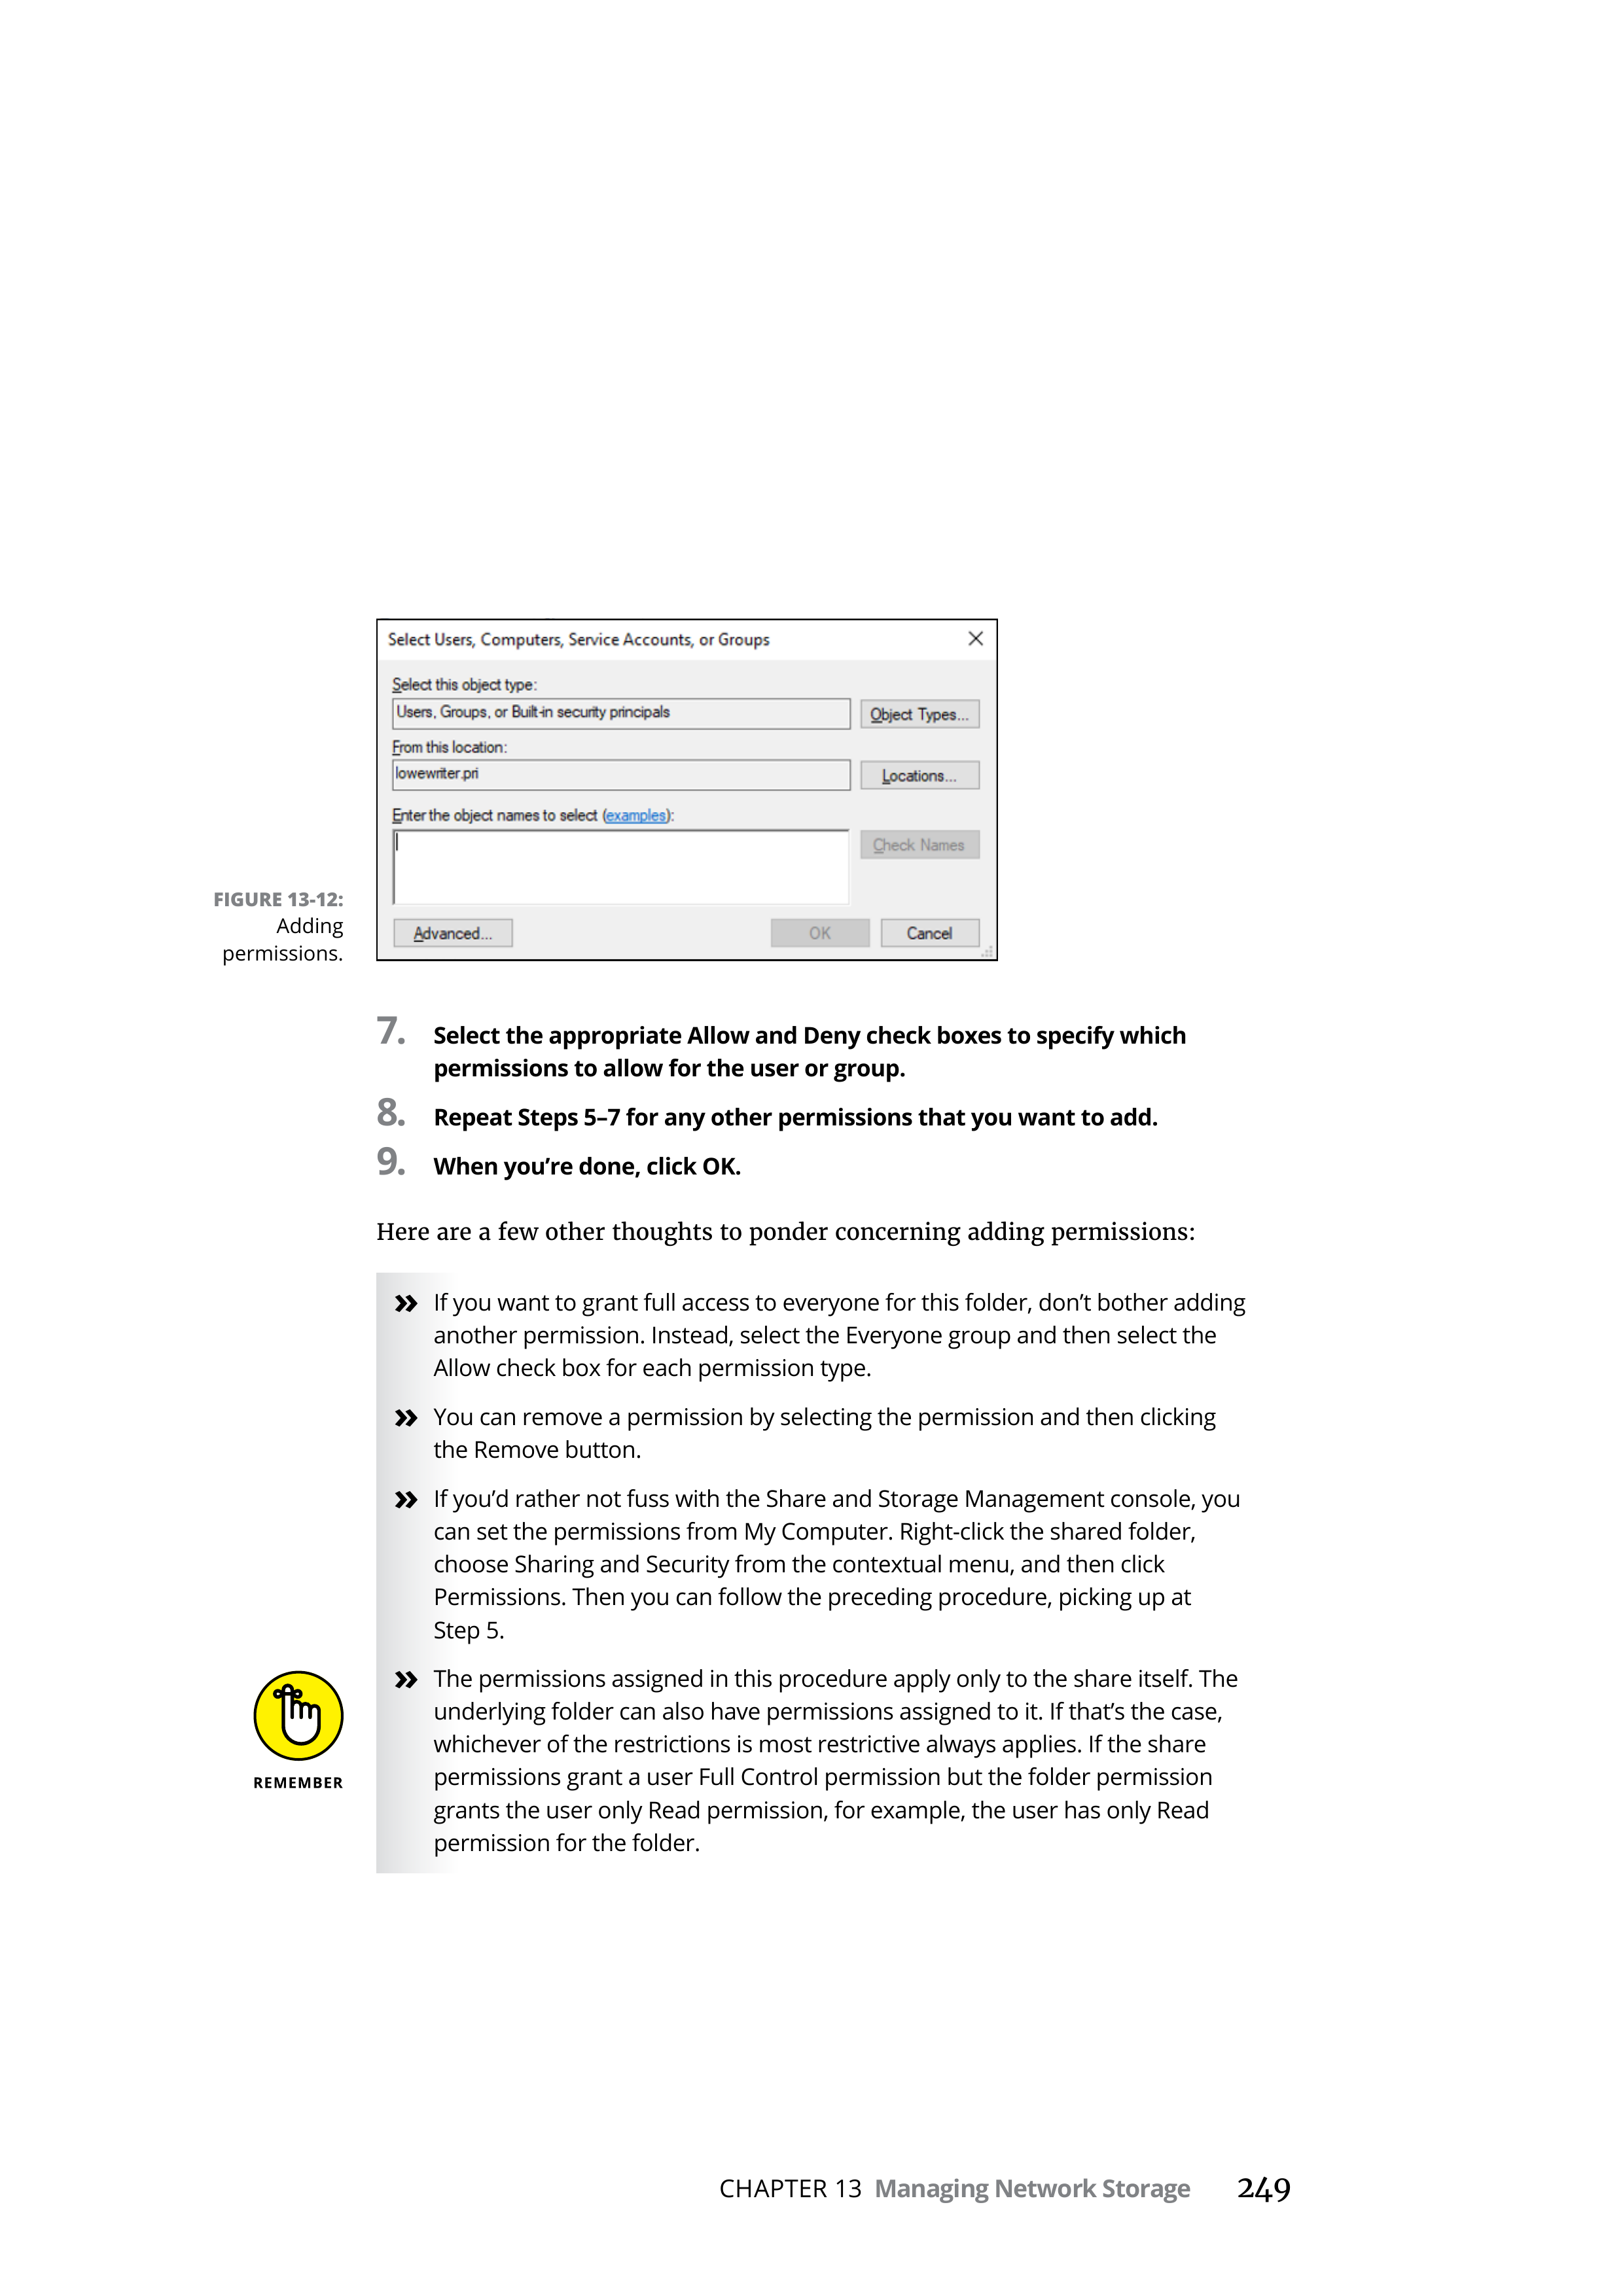 Select Users, Computers, Service Accounts, or Groups
Select this object type:
Users, Groups, or Built-in security principals
Object Types...
From this location:
lowewriter.pri
Locations...
Enter the object names to select (examples):
Check Names
Advanced...
OK
Cancel
FIGURE 13-12:
Adding
permissions.
7. Select the appropriate Allow and Deny check boxes to specify which
permissions to allow for the user or group.
8. Repeat Steps 5–7 for any other permissions that you want to add.
9. When you’re done, click OK.
Here are a few other thoughts to ponder concerning adding permissions:
» If you want to grant full access to everyone for this folder, don’t bother adding
another permission. Instead, select the Everyone group and then select the
Allow check box for each permission type.
» You can remove a permission by selecting the permission and then clicking
the Remove button.
» If you’d rather not fuss with the Share and Storage Management console, you
can set the permissions from My Computer. Right-click the shared folder,
choose Sharing and Security from the contextual menu, and then click
Permissions. Then you can follow the preceding procedure, picking up at
Step 5.
» The permissions assigned in this procedure apply only to the share itself. The
underlying folder can also have permissions assigned to it. If that’s the case,
whichever of the restrictions is most restrictive always applies. If the share
permissions grant a user Full Control permission but the folder permission
grants the user only Read permission, for example, the user has only Read
permission for the folder.
REMEMBER
CHAPTER 13 Managing Network Storage 249